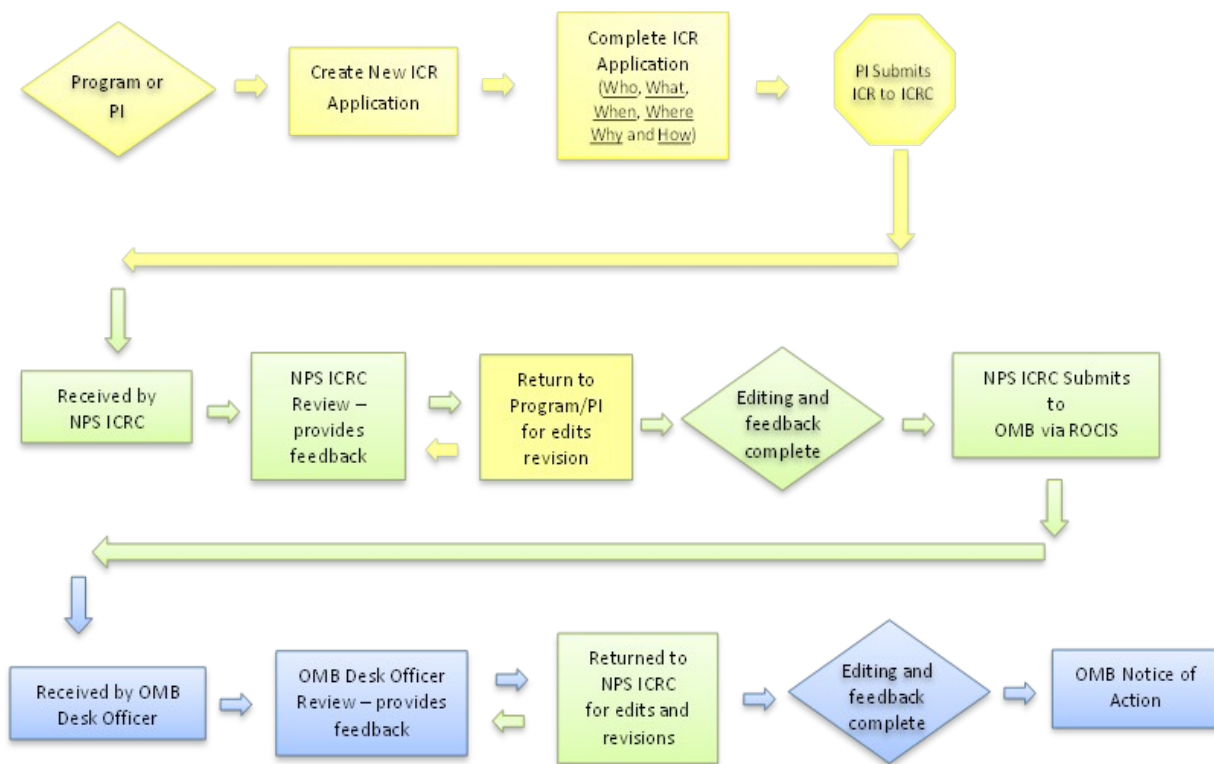 Program or
PI
Create New ICR
Application
Complete ICR
Application
(Who, What,
When, Where
Why and How)
PI Submits
ICR to ICRC
Received by
NPS ICRC
NPS ICRC
Review –
provides
feedback
Return to
Program/PI
for edits
revision
Editing and
feedback
complete
NPS ICRC Submits
to
OMB via ROCIS
Received by OMB
Desk Officer
OMB Desk Officer
Review – provides
feedback
Returned to
NPS ICRC
for edits and
revisions
Editing and
feedback
complete
OMB Notice of
Action